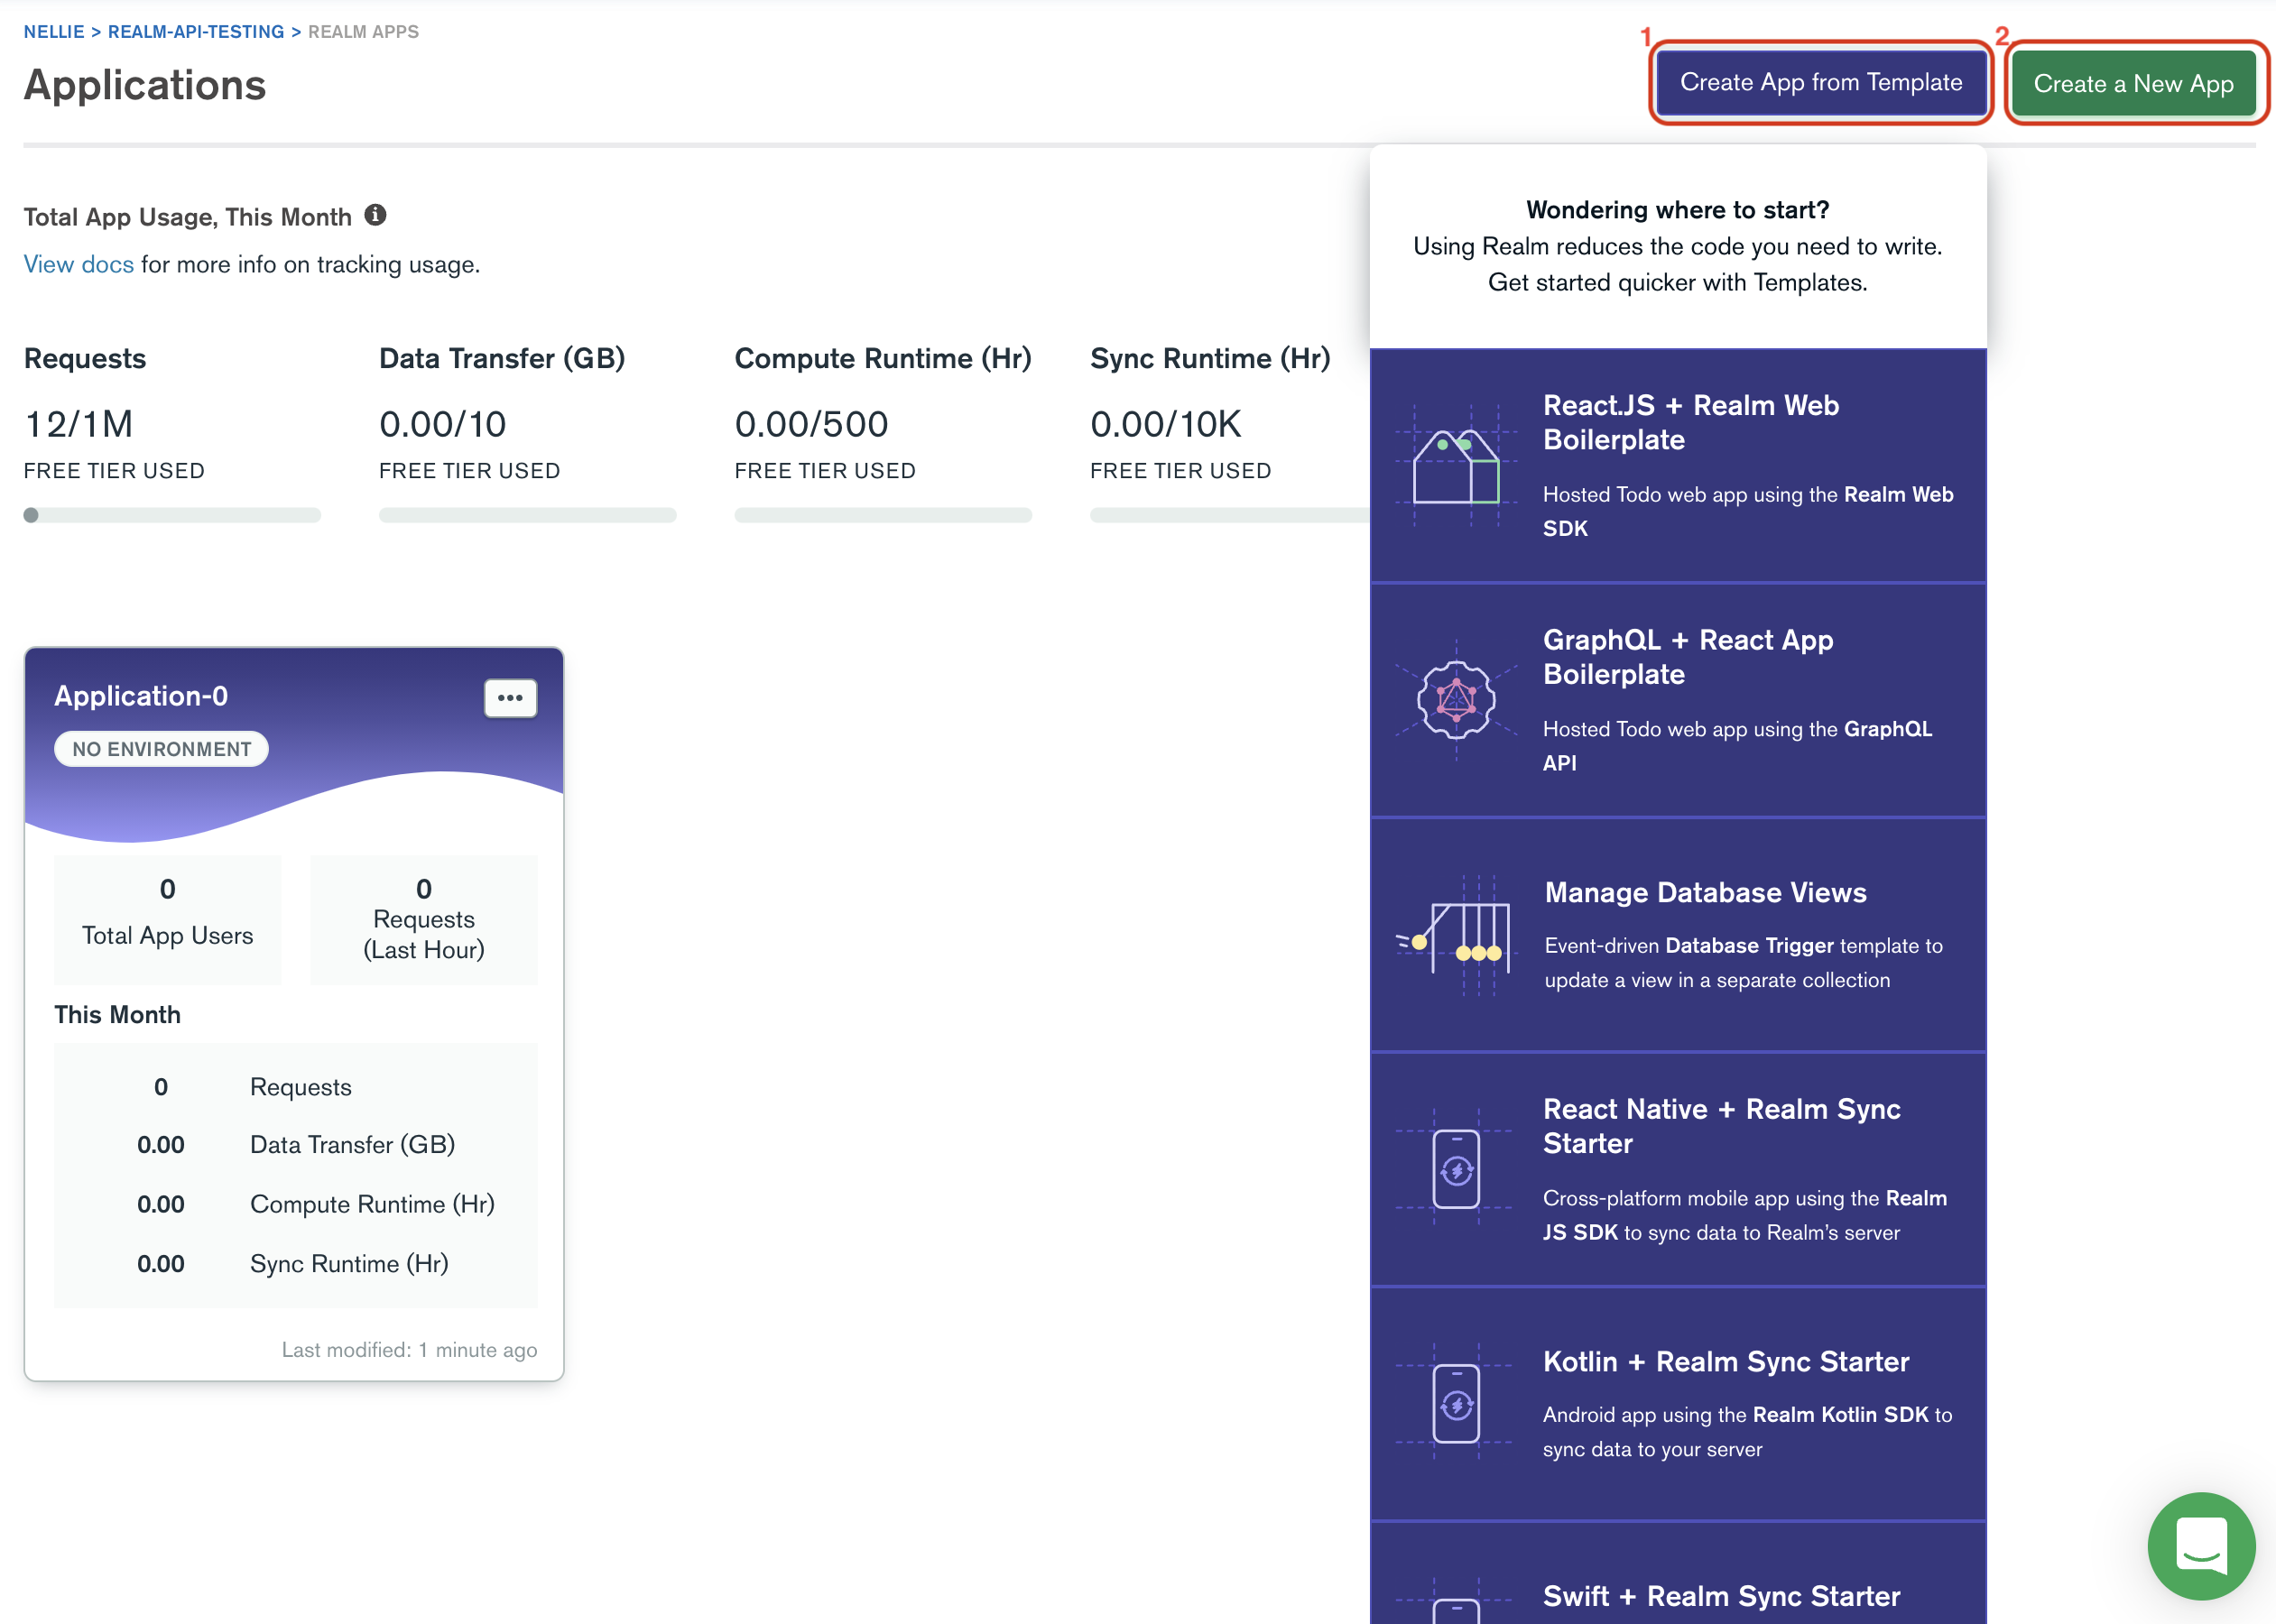 NELLIE > REALM-API-TESTING > REALM APPS
Applications
1
Create App from Template
2
Create a New App
Total App Usage, This Month
View docs for more info on tracking usage.
Requests
12/1M
FREE TIER USED
Data Transfer (GB)
0.00/10
FREE TIER USED
Compute Runtime (Hr)
0.00/500
FREE TIER USED
Sync Runtime (Hr)
0.00/10K
FREE TIER USED
Application-0
NO ENVIRONMENT
0
Total App Users
0
Requests
(Last Hour)
This Month
0 Requests
0.00 Data Transfer (GB)
0.00 Compute Runtime (Hr)
0.00 Sync Runtime (Hr)
Last modified: 1 minute ago
Wondering where to start?
Using Realm reduces the code you need to write.
Get started quicker with Templates.
React.JS + Realm Web
Boilerplate
Hosted Todo web app using the Realm Web
SDK
GraphQL + React App
Boilerplate
Hosted Todo web app using the GraphQL
API
Manage Database Views
Event-driven Database Trigger template to
update a view in a separate collection
React Native + Realm Sync
Starter
Cross-platform mobile app using the Realm
JS SDK to sync data to Realm's server
Kotlin + Realm Sync Starter
Android app using the Realm Kotlin SDK to
sync data to your server
Swift + Realm Sync Starter